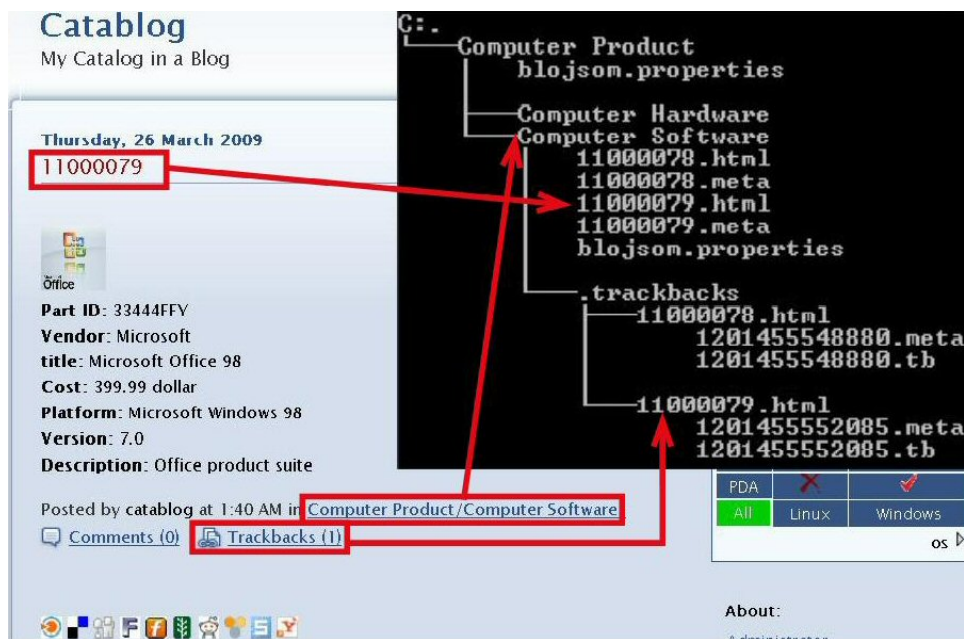 Catablog
My Catalog in a Blog
Thursday, 26 March 2009
11000079
Office
Part ID: 33444FFY
Vendor: Microsoft
title: Microsoft Office 98
Cost: 399.99 dollar
Platform: Microsoft Windows 98
Version: 7.0
Description: Office product suite
Posted by catablog at 1:40 AM in Computer Product/Computer Software
Comments (0) Trackbacks (1)
C:.
Computer Product
blojsom.properties
Computer Hardware
Computer Software
11000078.html
11000078.meta
11000079.html
11000079.meta
blojsom.properties
.trackbacks
11000078.html
1201455548880.meta
1201455548880.tb
11000079.html
1201455552085.meta
1201455552085.tb
PDA
All Linux Windows
os
About: